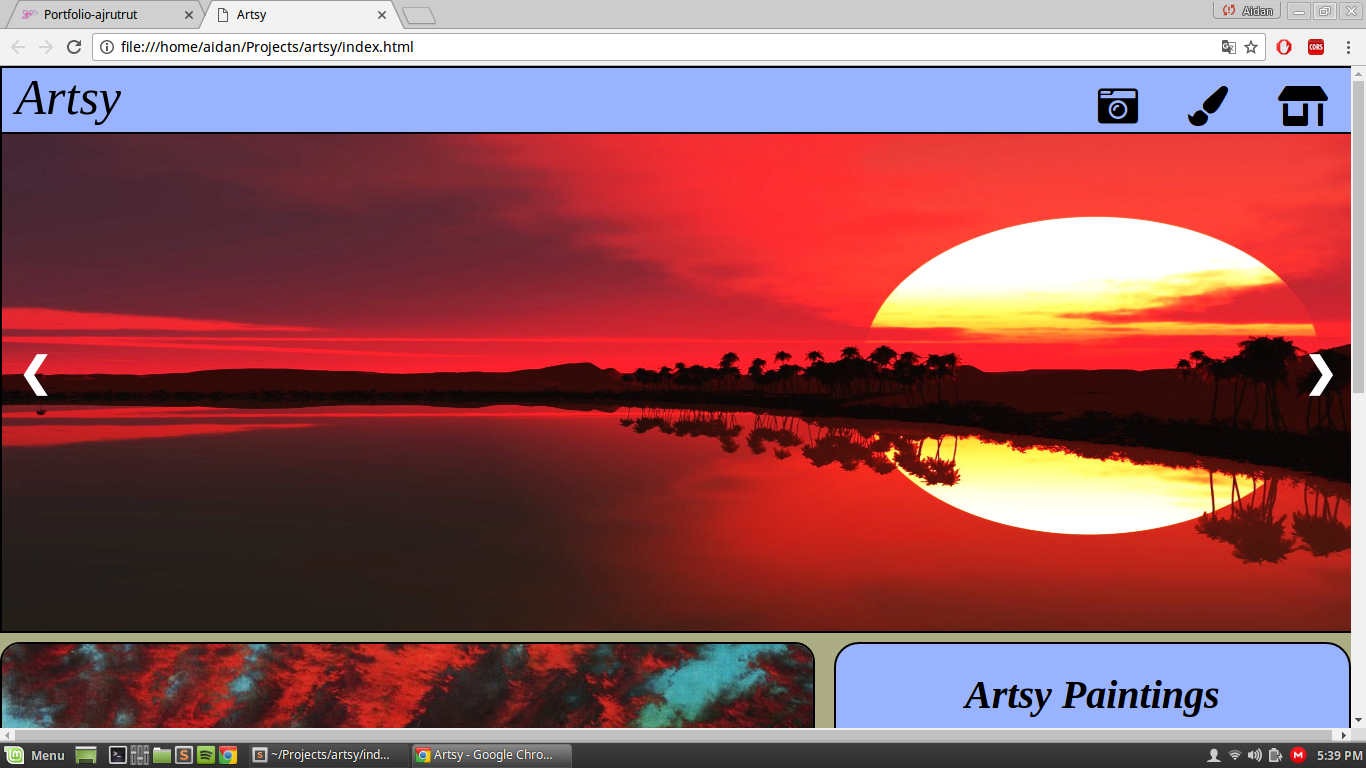 Portfolio-ajrutrut
Artsy
Aidan
file:///home/aidan/Projects/artsy/index.html
CORS
Artsy
Artsy Paintings
Menu
~/Projects/artsy/ind...
Artsy - Google Chro...
5:39 PM